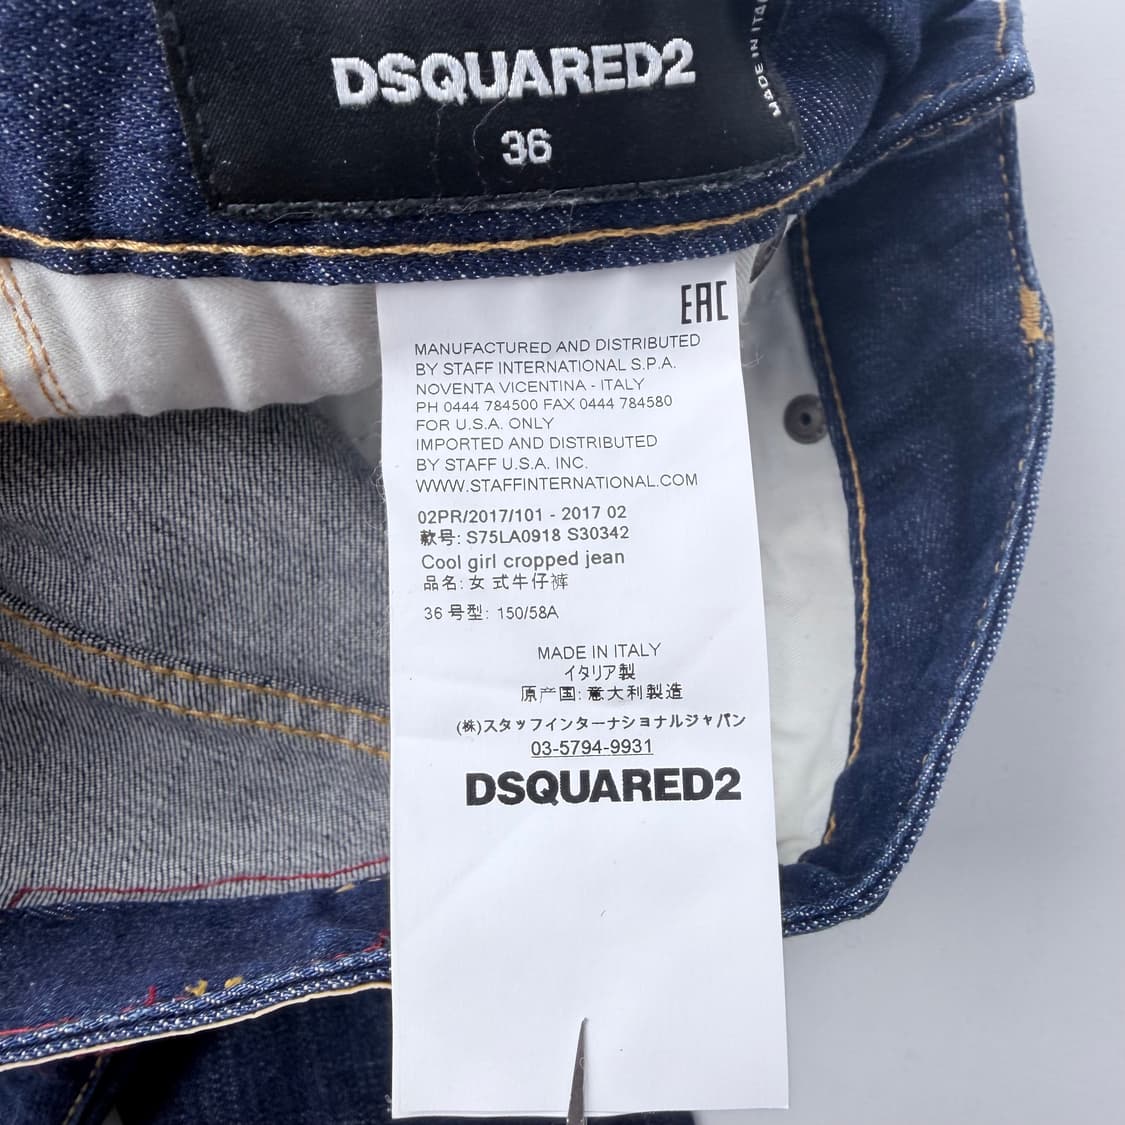 DSQUARED2
36
MADE IN ITA
EAC
MANUFACTURED AND DISTRIBUTED
BY STAFF INTERNATIONAL S.P.A.
NOVENTA VICENTINA - ITALY
PH 0444 784500 FAX 0444 784580
FOR U.S.A. ONLY
IMPORTED AND DISTRIBUTED
BY STAFF U.S.A. INC.
WWW.STAFFINTERNATIONAL.COM
02PR/2017/101 - 2017 02
款号: S75LA0918 S30342
Cool girl cropped jean
品名: 女 式牛仔裤
36 号型: 150/58A
MADE IN ITALY
イタリア製
原产国: 意大利製造
(株)スタッフインターナショナルジャパン
03-5794-9931
DSQUARED2